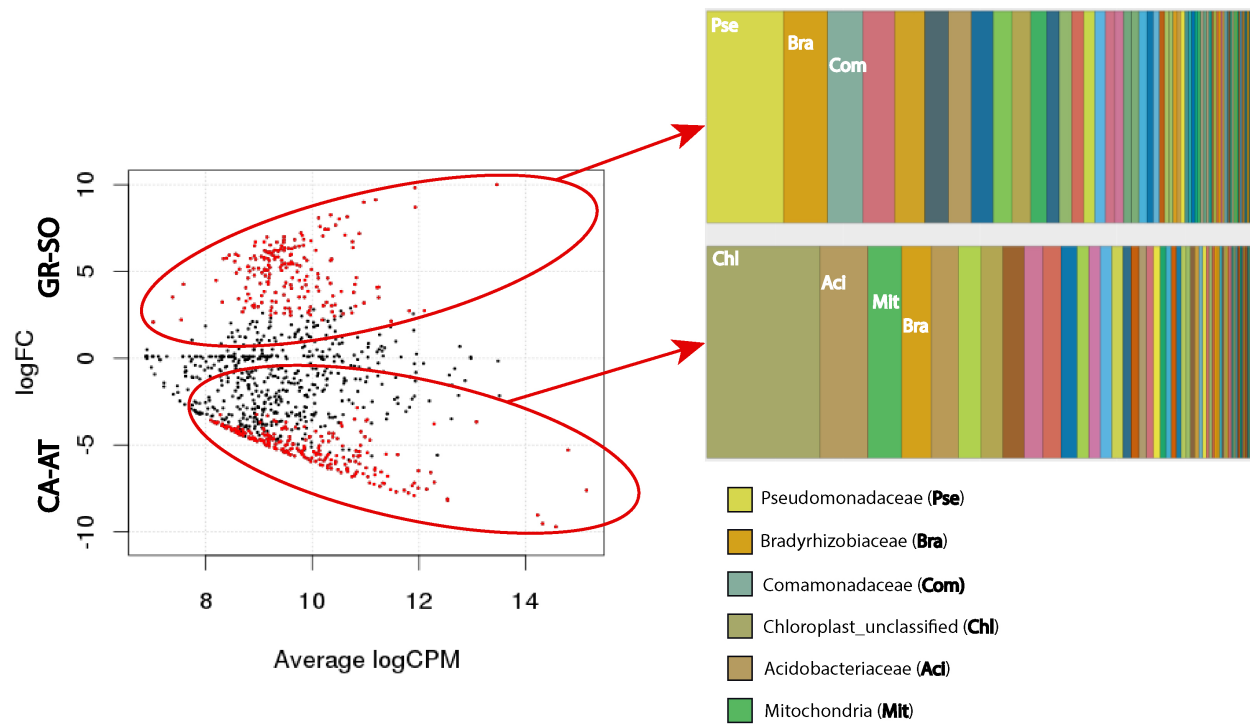 Pse
Bra
Com
Chl
Aci
Mit
Bra
GR-SO
CA-AT
logFC
10
5
0
-5
-10
8 10 12 14
Average logCPM
Pseudomonadaceae (Pse)
Bradyrhizobiaceae (Bra)
Comamonadaceae (Com)
Chloroplast_unclassified (Chl)
Acidobacteriaceae (Aci)
Mitochondria (Mit)